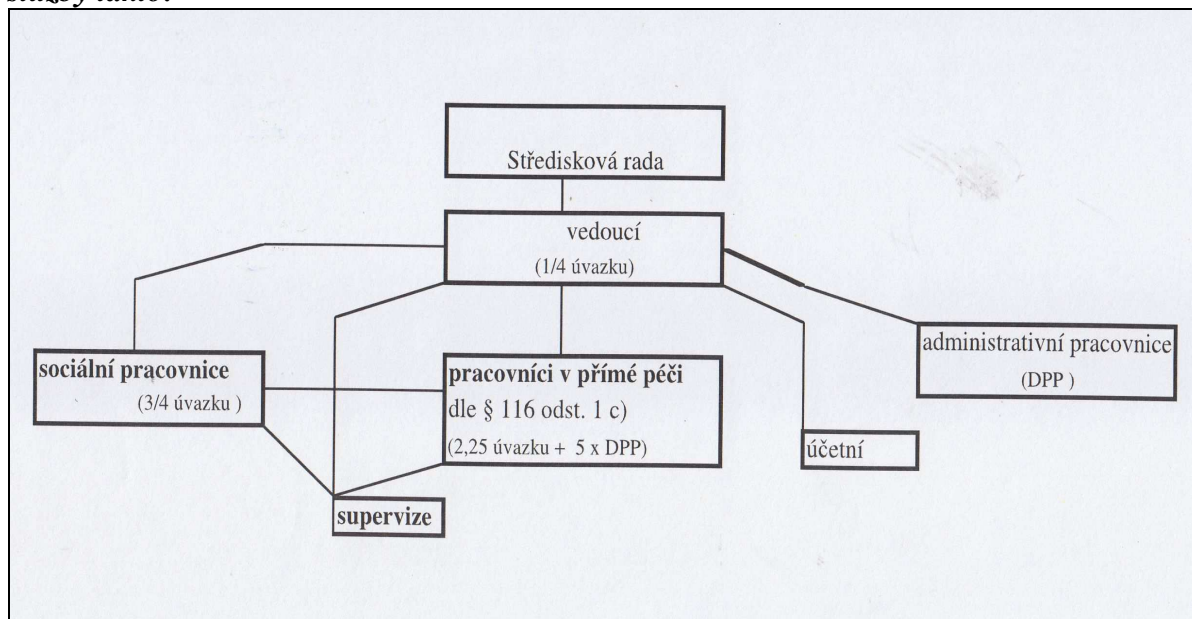 Středisková rada
vedoucí
(1/4 úvazku)
sociální pracovnice
(3/4 úvazku )
pracovníci v přímé péči
dle § 116 odst. 1 c)
(2,25 úvazku + 5 x DPP)
administrativní pracovnice
(DPP )
účetní
supervize